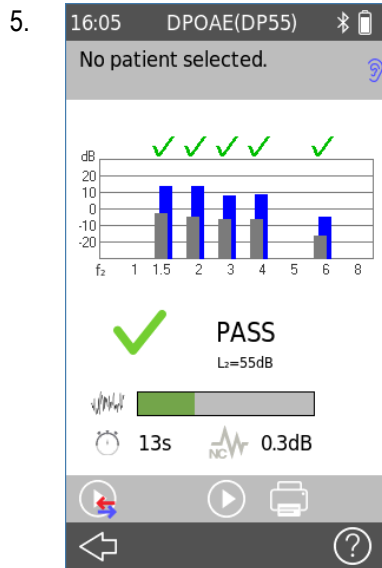 5.
16:05 DPOAE(DP55)
No patient selected.
dB
20
10
0
-10
-20
f₂ 1 1.5 2 3 4 5 6 8
PASS
L₂=55dB
13s NC 0.3dB
?